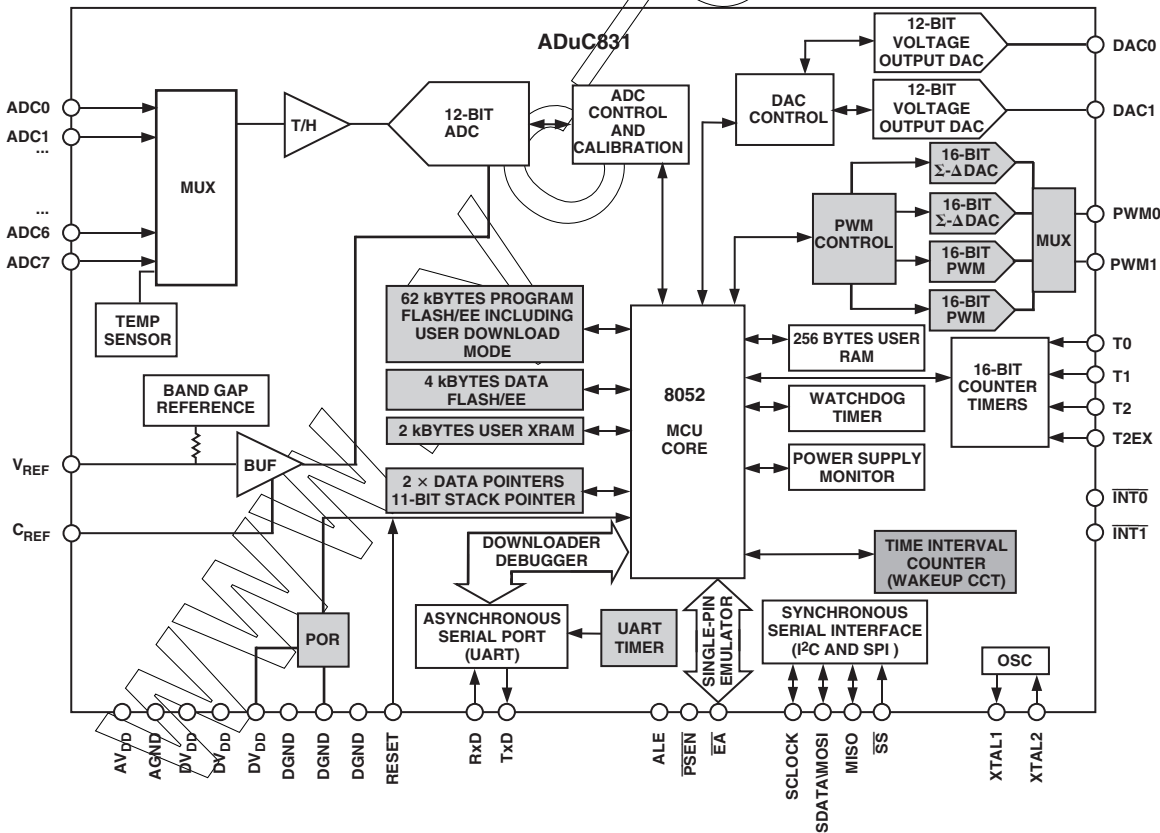 ADuC831
ADC0
ADC1
...
...
ADC6
ADC7
MUX
TEMP
SENSOR
T/H
12-BIT
ADC
ADC
CONTROL
AND
CALIBRATION
DAC
CONTROL
12-BIT
VOLTAGE
OUTPUT DAC
12-BIT
VOLTAGE
OUTPUT DAC
DAC0
DAC1
PWM
CONTROL
16-BIT
Σ-Δ DAC
16-BIT
Σ-Δ DAC
16-BIT
PWM
16-BIT
PWM
MUX
PWM0
PWM1
62 kBYTES PROGRAM
FLASH/EE INCLUDING
USER DOWNLOAD
MODE
4 kBYTES DATA
FLASH/EE
2 kBYTES USER XRAM
2 × DATA POINTERS
11-BIT STACK POINTER
8052
MCU
CORE
256 BYTES USER
RAM
WATCHDOG
TIMER
POWER SUPPLY
MONITOR
16-BIT
COUNTER
TIMERS
T0
T1
T2
T2EX
INT0
INT1
TIME INTERVAL
COUNTER
(WAKEUP CCT)
BAND GAP
REFERENCE
VREF
BUF
CREF
POR
DOWNLOADER
DEBUGGER
ASYNCHRONOUS
SERIAL PORT
(UART)
UART
TIMER
SINGLE-PIN
EMULATOR
SYNCHRONOUS
SERIAL INTERFACE
(I2C AND SPI )
OSC
AVDD
AGND
DVDD
DVDD
DVDD
DGND
DGND
DGND
RESET
RxD
TxD
ALE
PSEN
EA
SCLOCK
SDATA\MOSI
MISO
SS
XTAL1
XTAL2